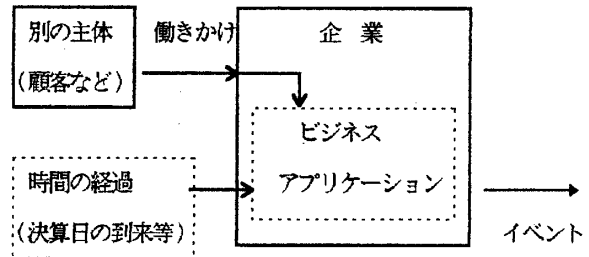 別の主体
働きかけ
企 業
(顧客など)
ビジネス
アプリケーション
時間の経過
(決算日の到来等)
イベント